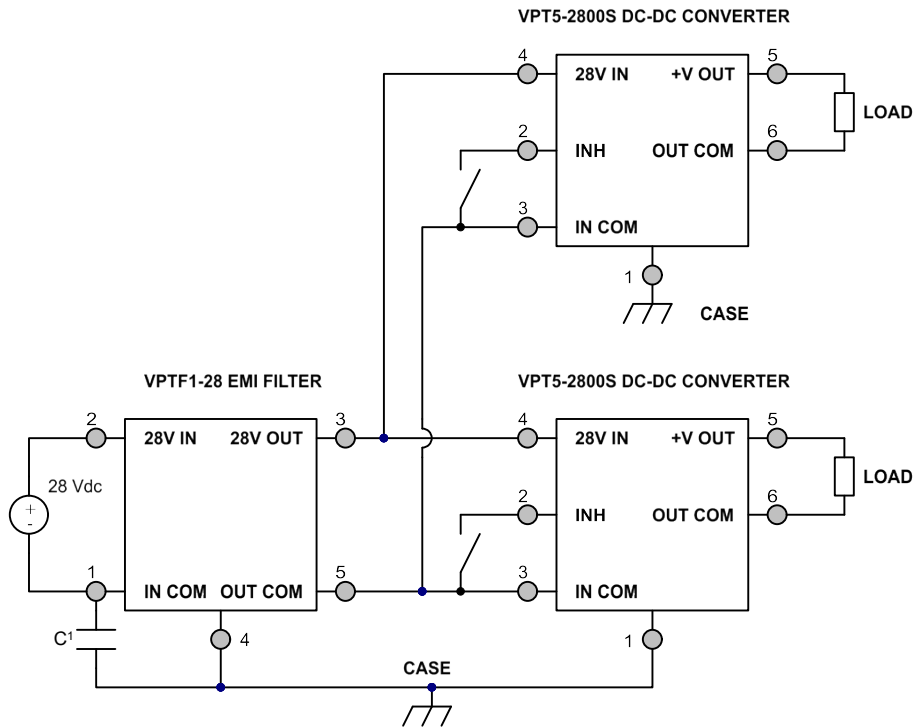 VPT5-2800S DC-DC CONVERTER
4
28V IN
+V OUT
5
LOAD
2
INH
OUT COM
6
3
IN COM
1
CASE
VPTF1-28 EMI FILTER
VPT5-2800S DC-DC CONVERTER
2
28V IN
28V OUT
3
4
28V IN
+V OUT
5
28 Vdc
+
-
LOAD
2
INH
OUT COM
6
1
IN COM
OUT COM
5
3
IN COM
C¹
4
1
CASE